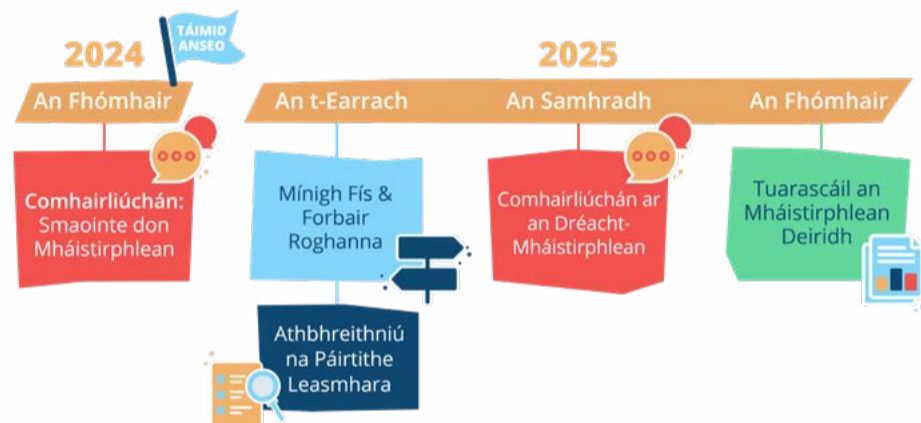 TÁIMID
ANSEO
2024
2025
An Fhómhair
An t-Earrach
An Samhradh
An Fhómhair
Comhairliúchán:
Smaointe don
Mháistirphlean
Mínigh Fís &
Forbair
Roghanna
Comhairliúchán ar
an Dréacht-
Mháistirphlean
Tuarascáil an
Mháistirphlean
Deiridh
Athbhreithniú
na Páirtithe
Leasmhara